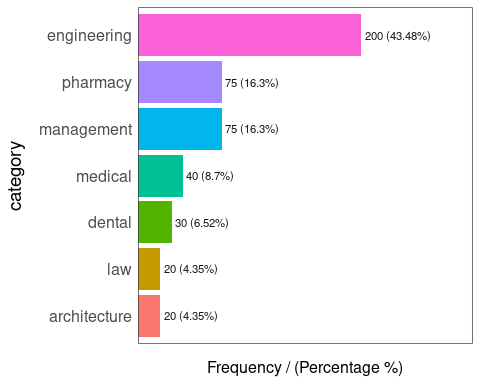 category
engineering 200 (43.48%)
pharmacy 75 (16.3%)
management 75 (16.3%)
medical 40 (8.7%)
dental 30 (6.52%)
law 20 (4.35%)
architecture 20 (4.35%)
Frequency / (Percentage %)